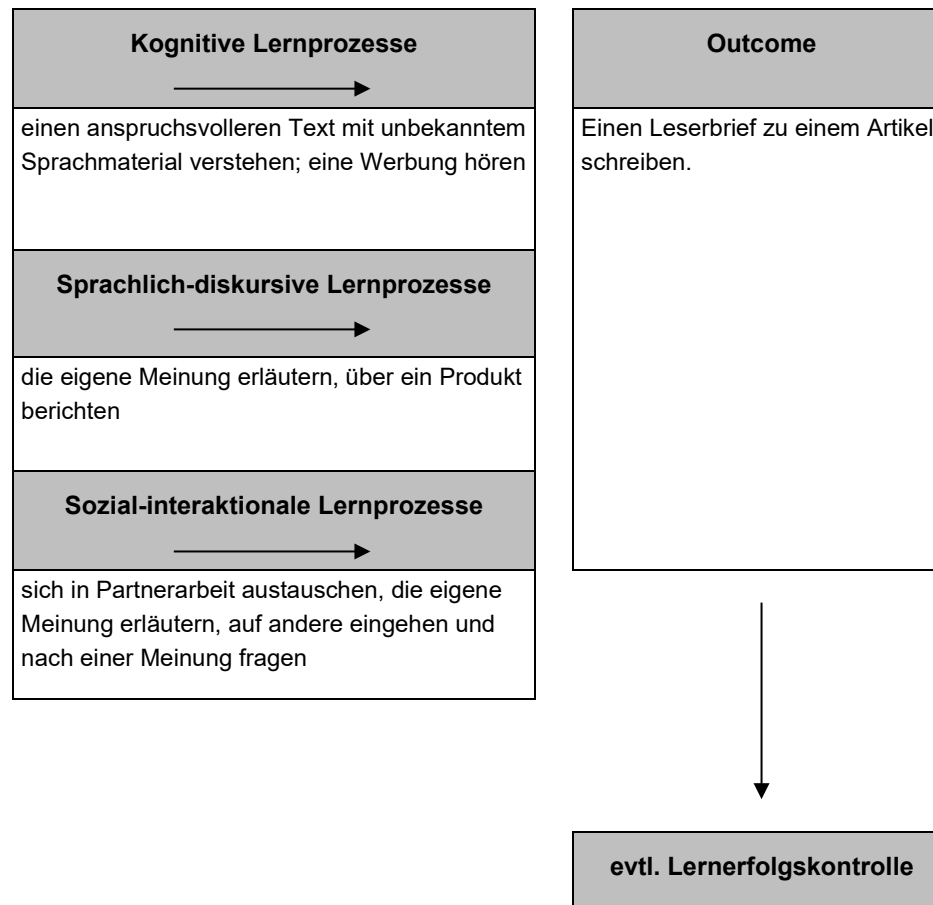 Kognitive Lernprozesse
einen anspruchsvolleren Text mit unbekanntem
Sprachmaterial verstehen; eine Werbung hören
Sprachlich-diskursive Lernprozesse
die eigene Meinung erläutern, über ein Produkt
berichten
Sozial-interaktionale Lernprozesse
sich in Partnerarbeit austauschen, die eigene
Meinung erläutern, auf andere eingehen und
nach einer Meinung fragen
Outcome
Einen Leserbrief zu einem Artikel
schreiben.
evtl. Lernerfolgskontrolle